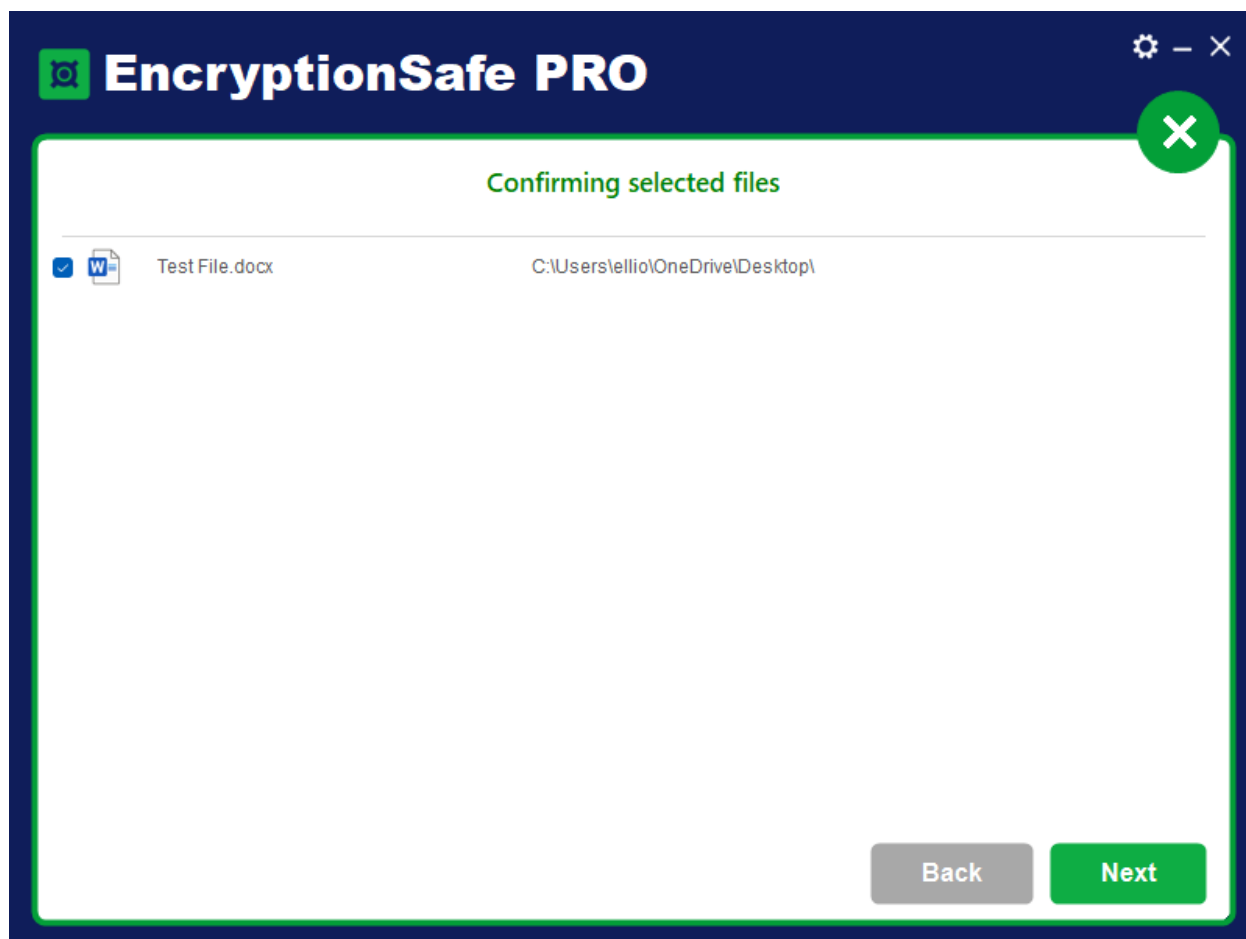 EncryptionSafe PRO
Confirming selected files
W Test File.docx C:\Users\ellio\OneDrive\Desktop\
Back Next